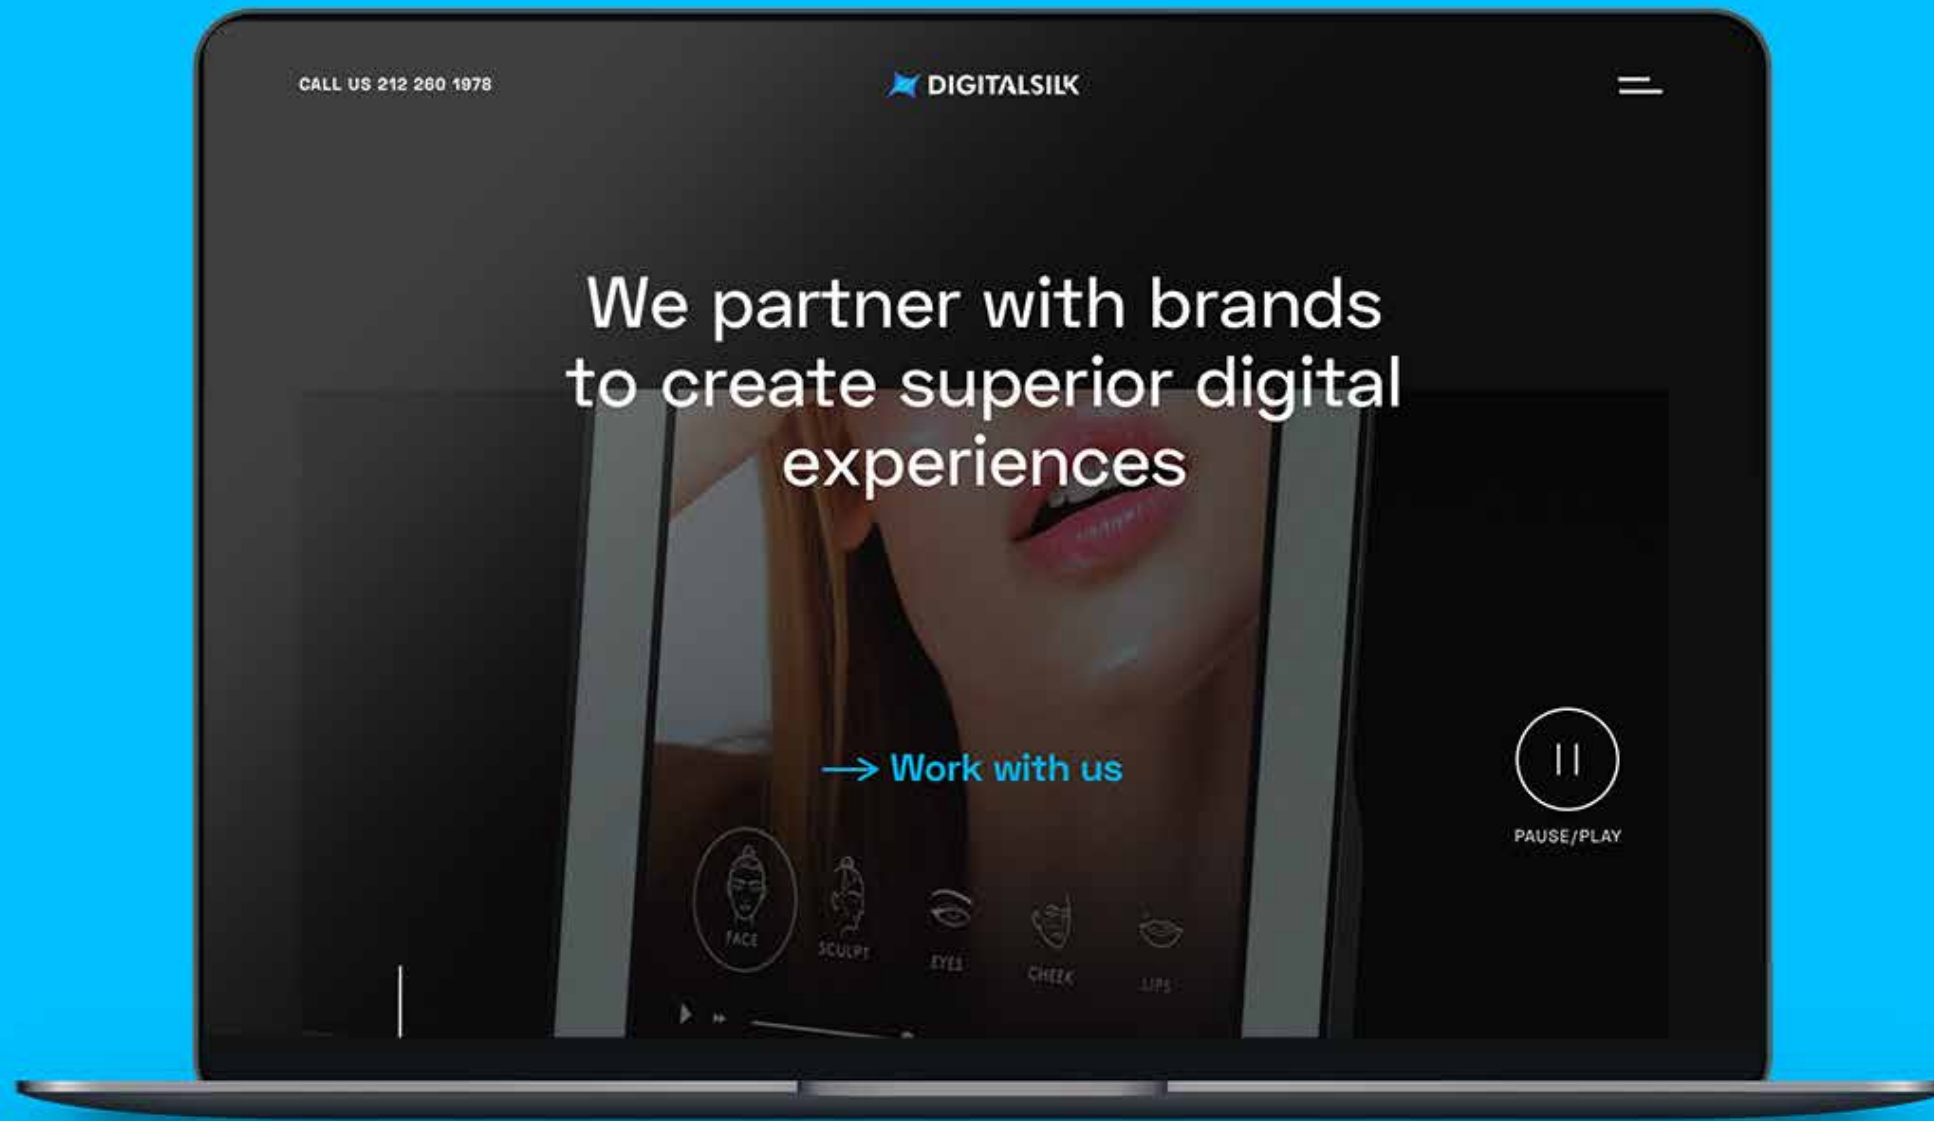 CALL US 212 260 1978
DIGITALSILK
We partner with brands
to create superior digital
experiences
Work with us
PAUSE/PLAY
FACE
SCULPT
EYES
CHEEK
LIPS